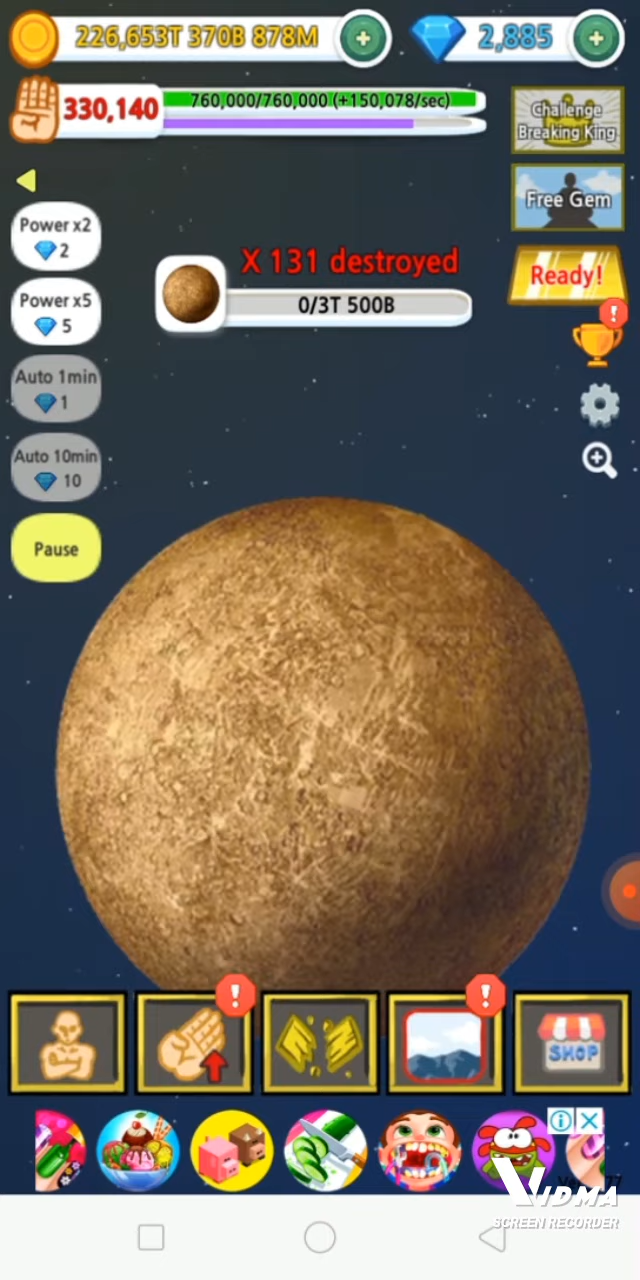 226,653T 370B 878M
2,885
330,140
760,000/760,000 (+150,078/sec)
Challenge
Breaking King
Power x2
2
Free Gem
X 131 destroyed
Ready!
0/3T 500B
Power x5
5
Auto 1min
1
Auto 10min
10
Pause
SHOP
VIDMA
SCREEN RECORDER